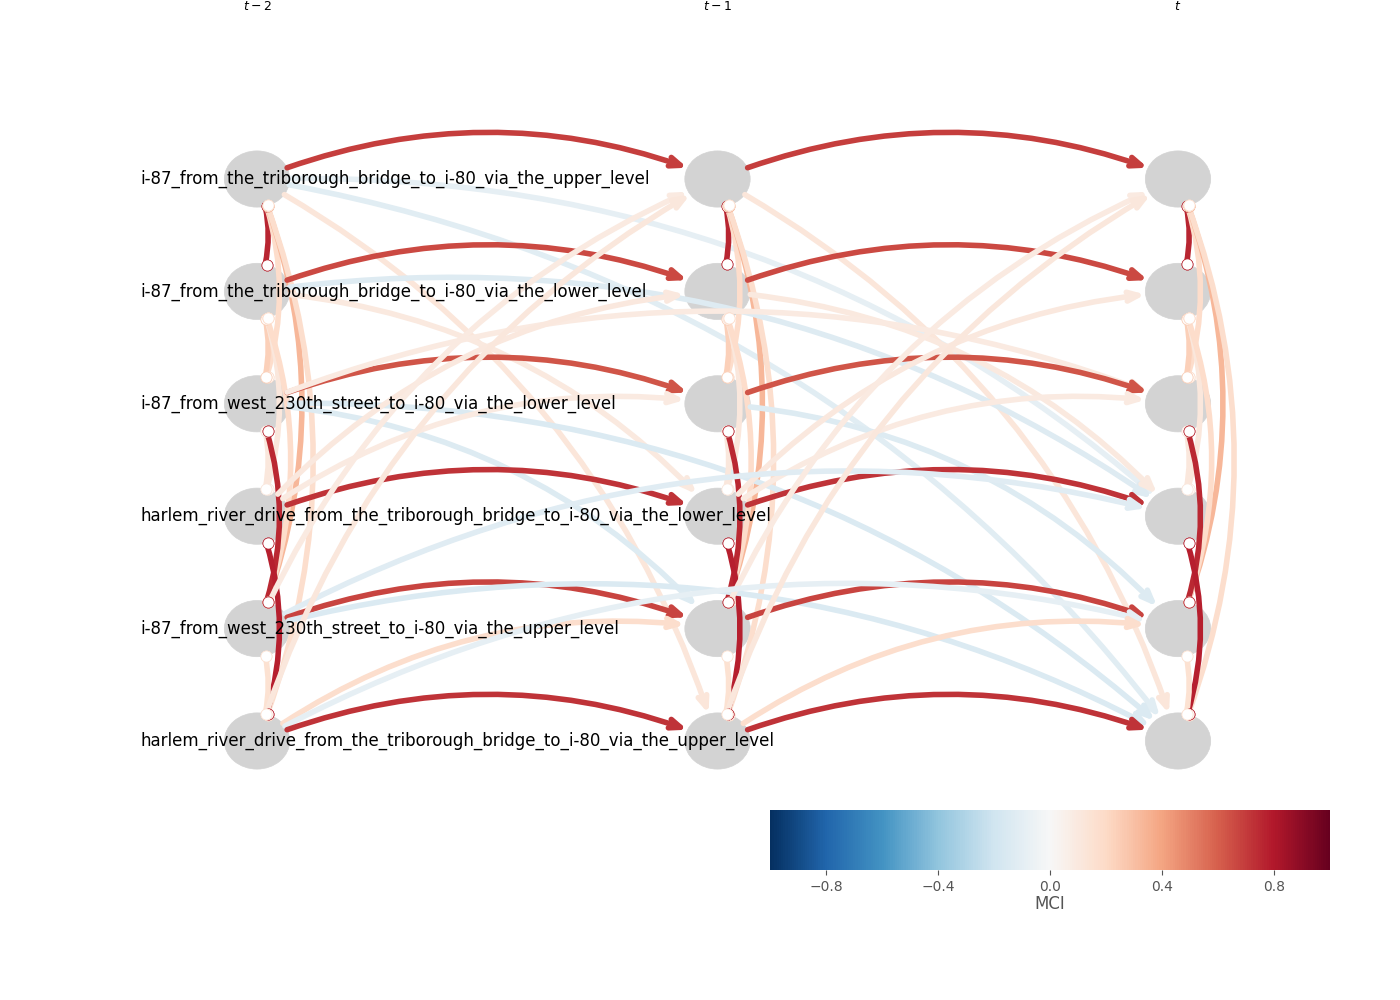 t − 2 t − 1 t
i-87_from_the_triborough_bridge_to_i-80_via_the_upper_level
i-87_from_the_triborough_bridge_to_i-80_via_the_lower_level
i-87_from_west_230th_street_to_i-80_via_the_lower_level
harlem_river_drive_from_the_triborough_bridge_to_i-80_via_the_lower_level
i-87_from_west_230th_street_to_i-80_via_the_upper_level
harlem_river_drive_from_the_triborough_bridge_to_i-80_via_the_upper_level
−0.8 −0.4 0.0 0.4 0.8
MCI